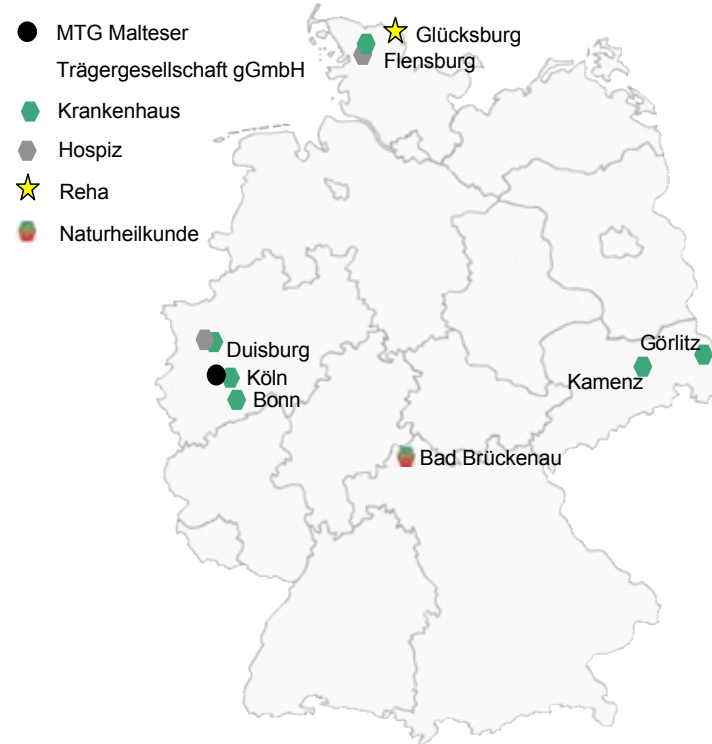 MTG Malteser
Trägergesellschaft gGmbH
Krankenhaus
Hospiz
Reha
Naturheilkunde
Glücksburg
Flensburg
Duisburg
Köln
Bonn
Görlitz
Kamenz
Bad Brückenau